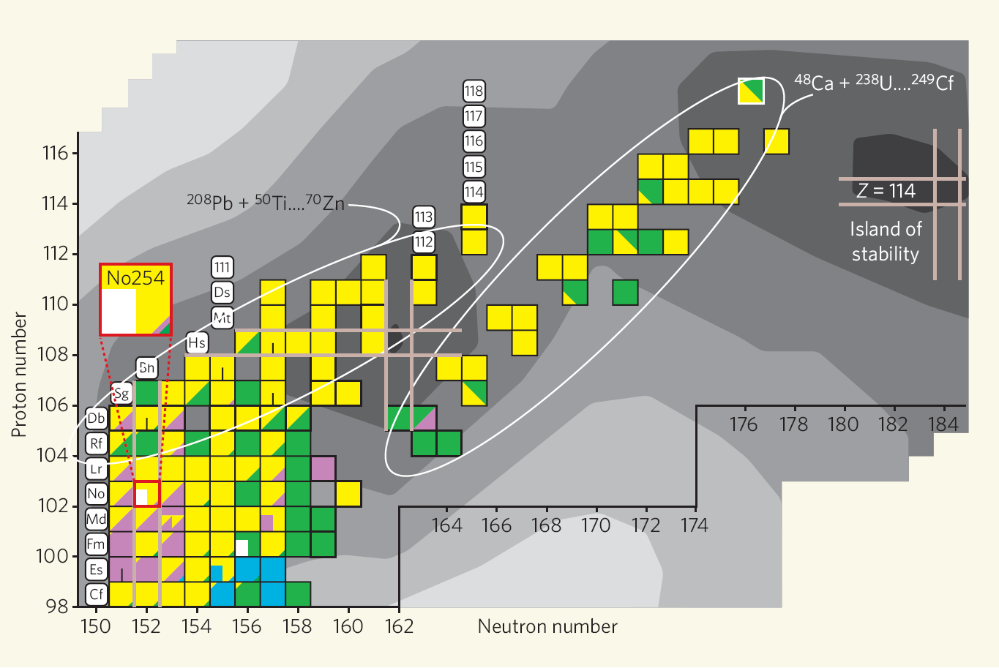 118
117
116
115
114
113
112
⁴⁸Ca + ²³⁸U....²⁴⁹Cf
²⁰⁸Pb + ⁵⁰Ti....⁷⁰Zn
Z = 114
Island of
stability
No254
111
Ds
Mt
Hs
Bh
Sg
Db
Rf
Lr
No
Md
Fm
Es
Cf
Proton number
116
114
112
110
108
106
104
102
100
98
150 152 154 156 158 160 162
164 166 168 170 172 174
176 178 180 182 184
Neutron number